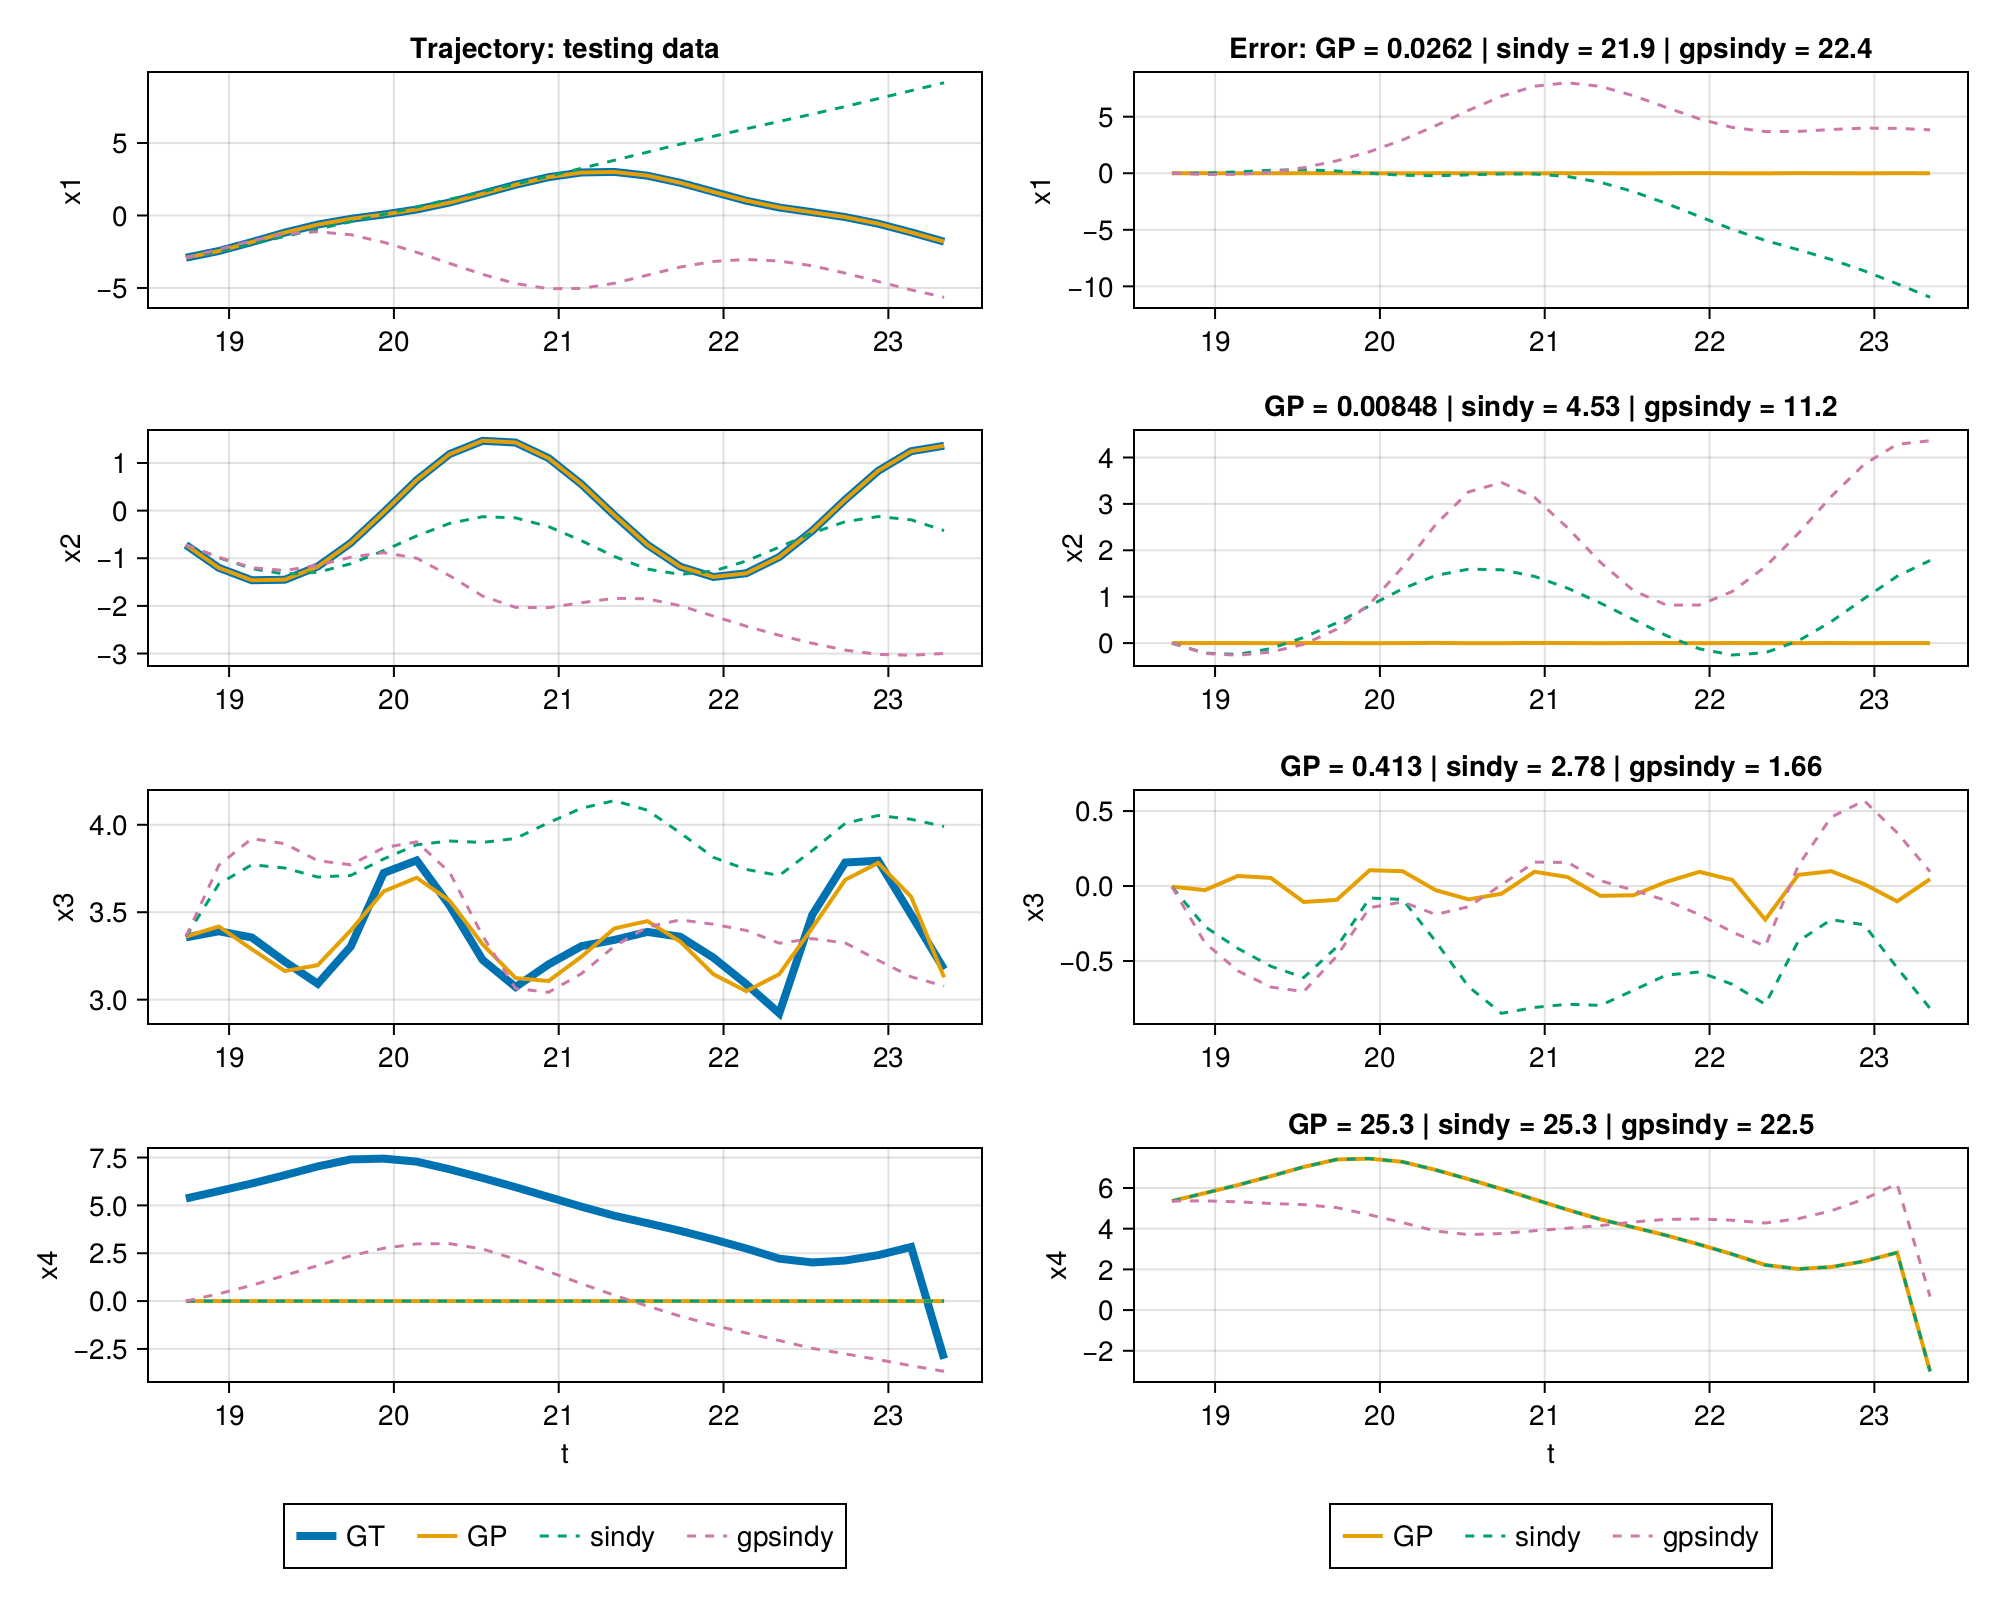 Trajectory: testing data
Error: GP = 0.0262 | sindy = 21.9 | gpsindy = 22.4
x1
5
0
−5
19 20 21 22 23
x1
5
0
−5
−10
19 20 21 22 23
GP = 0.00848 | sindy = 4.53 | gpsindy = 11.2
x2
1
0
−1
−2
−3
19 20 21 22 23
x2
4
3
2
1
0
19 20 21 22 23
GP = 0.413 | sindy = 2.78 | gpsindy = 1.66
x3
4.0
3.5
3.0
19 20 21 22 23
x3
0.5
0.0
−0.5
19 20 21 22 23
GP = 25.3 | sindy = 25.3 | gpsindy = 22.5
x4
7.5
5.0
2.5
0.0
−2.5
19 20 21 22 23
t
x4
6
4
2
0
−2
19 20 21 22 23
t
GT GP sindy gpsindy
GP sindy gpsindy